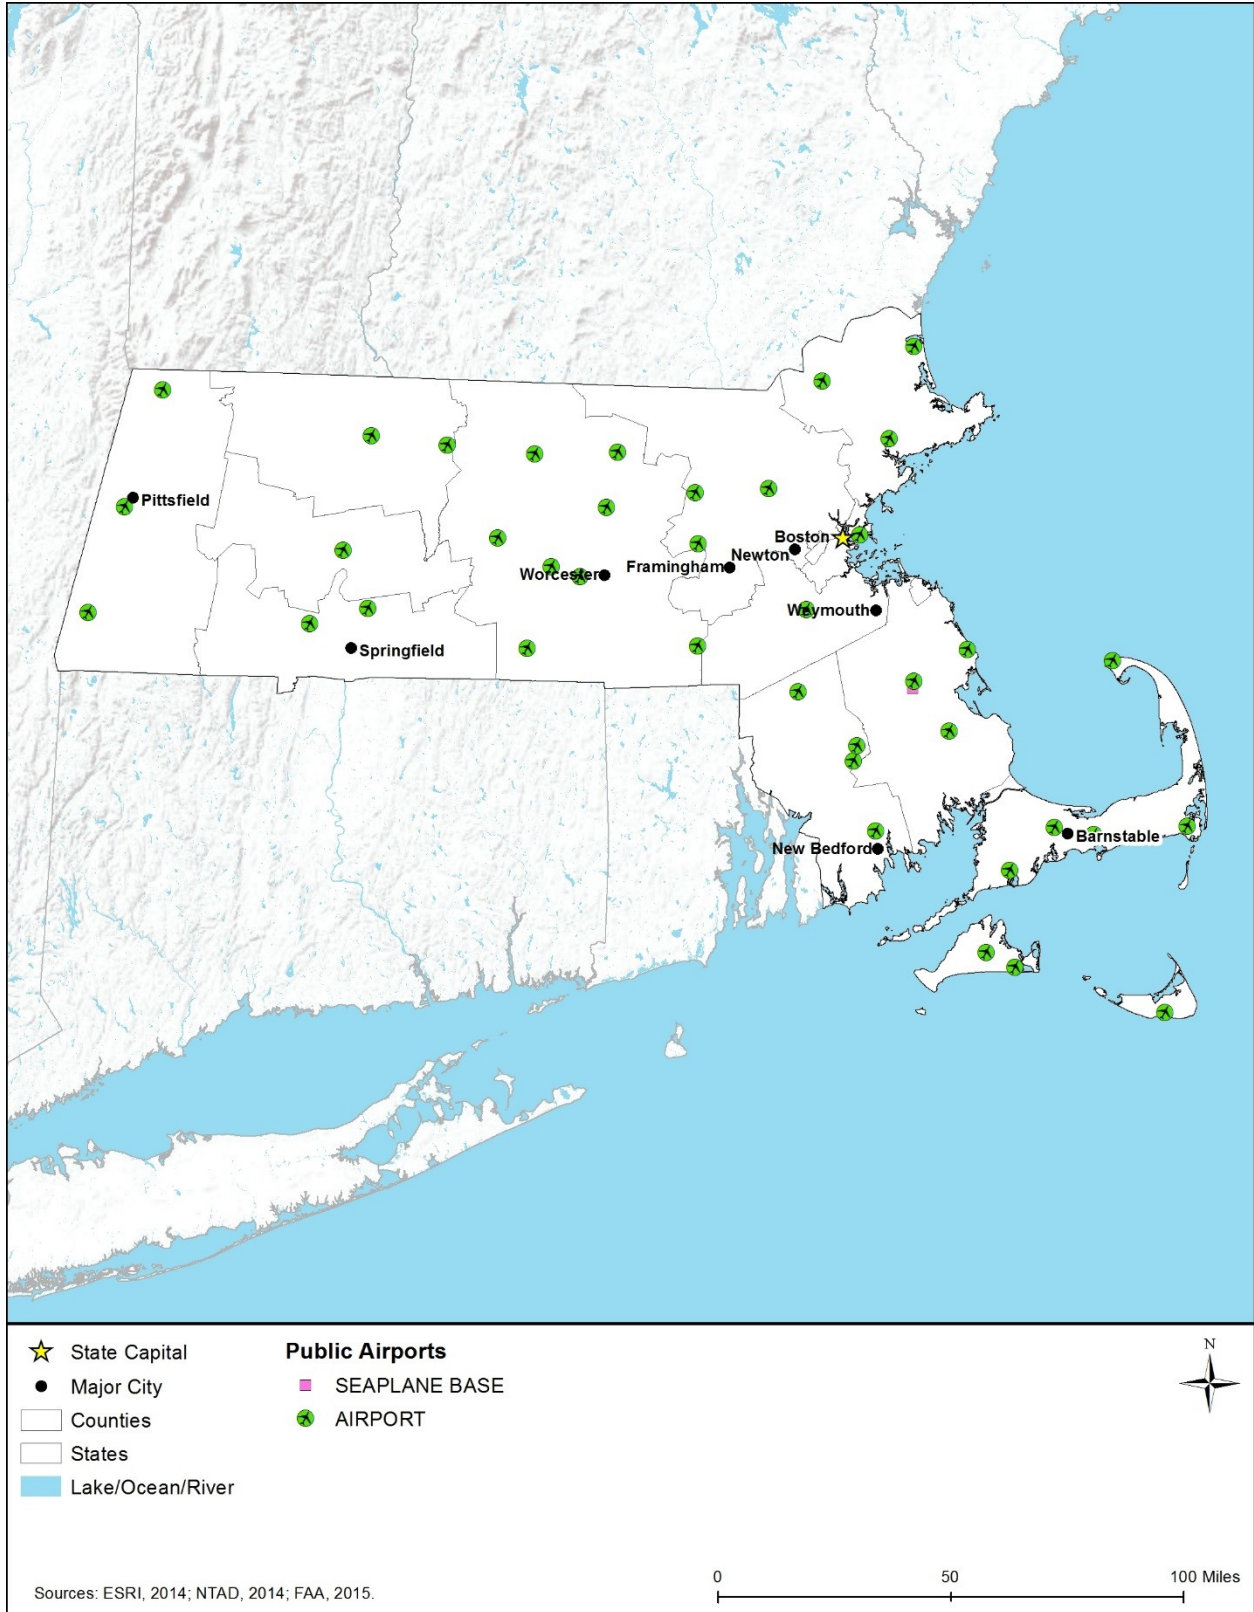 Pittsfield
Boston
Newton
Framingham
Worcester
Weymouth
Springfield
New Bedford
Barnstable
State Capital
Major City
Counties
States
Lake/Ocean/River
Public Airports
SEAPLANE BASE
AIRPORT
N
0 50 100 Miles
Sources: ESRI, 2014; NTAD, 2014; FAA, 2015.